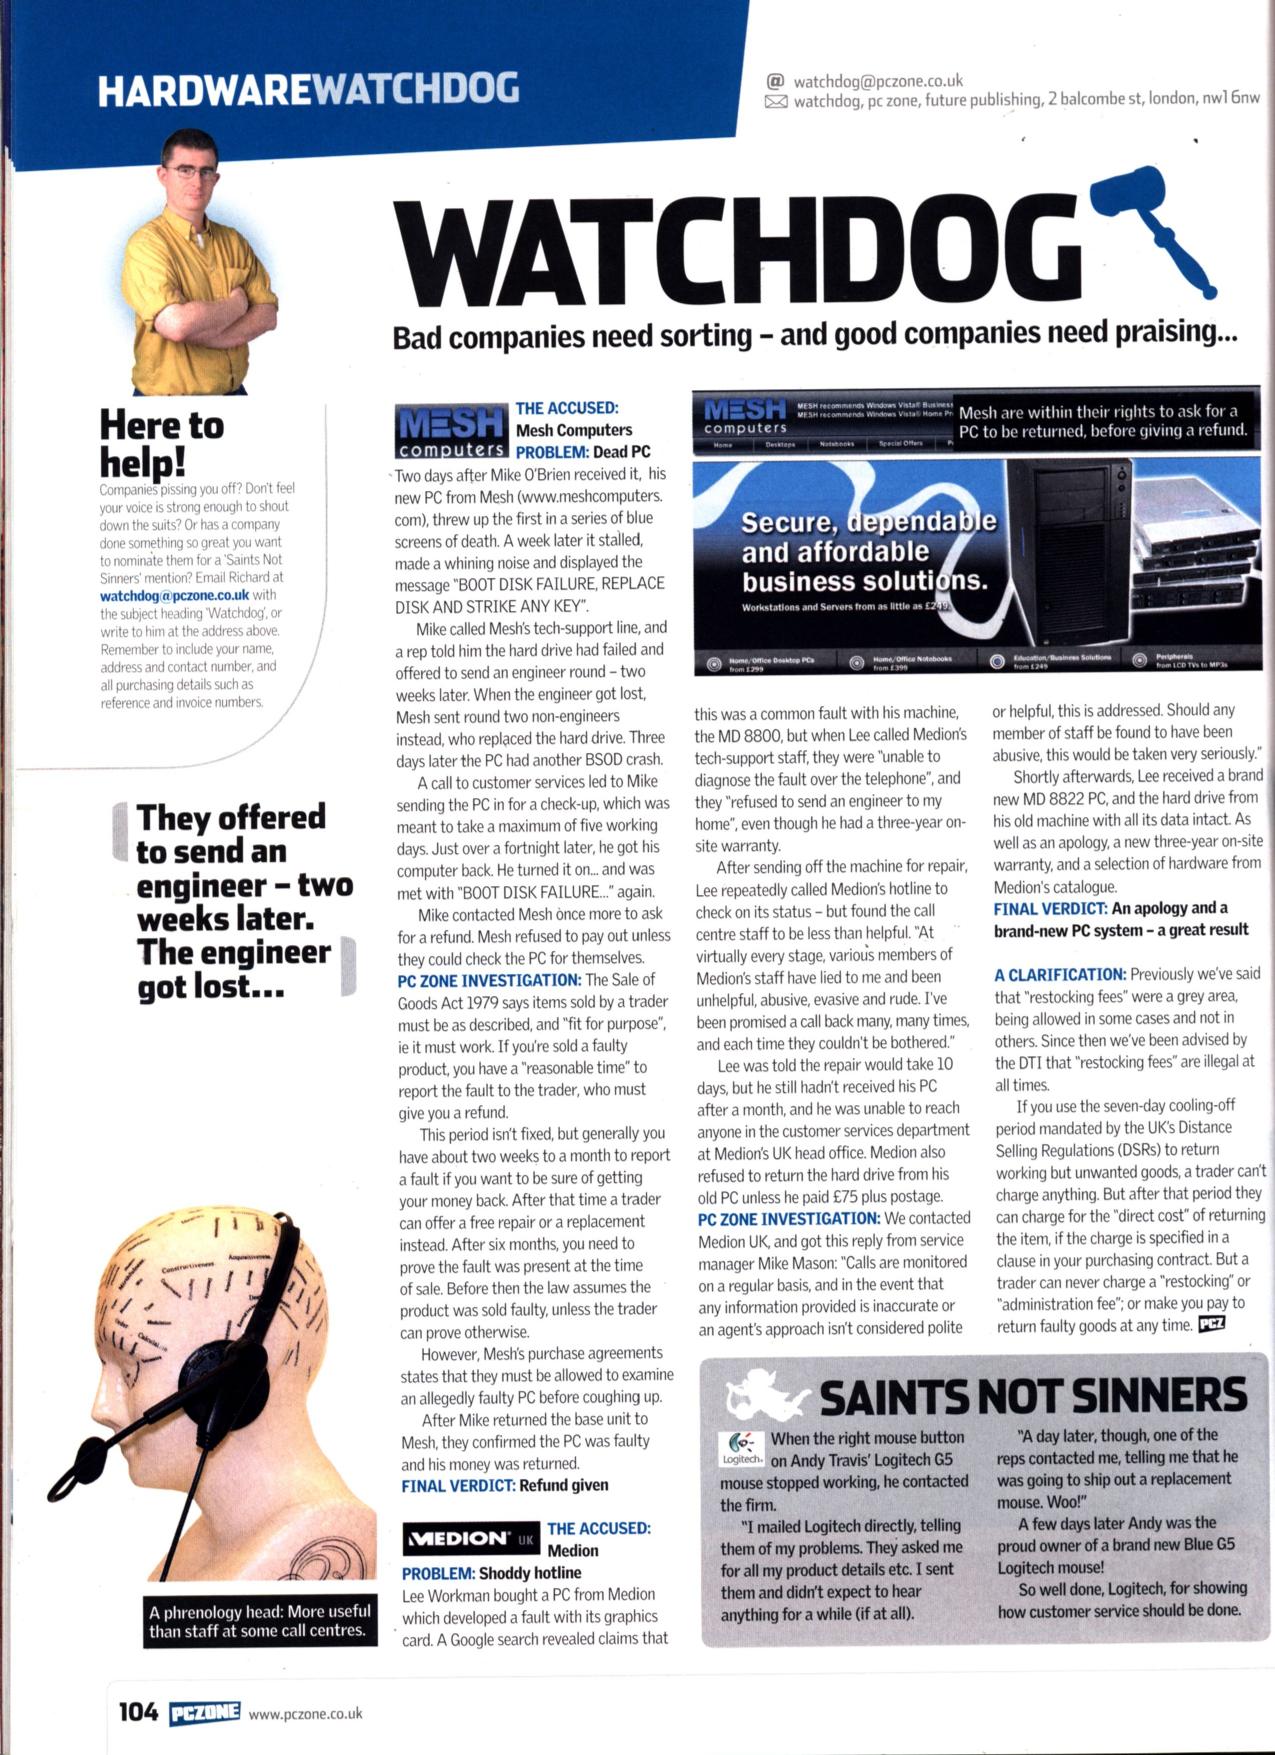 HARDWAREWATCHDOG
watchdog@pczone.co.uk
watchdog, pc zone, future publishing, 2 balcombe st, london, nw1 6nw
WATCHDOG
Bad companies need sorting – and good companies need praising...
Here to
help!
Companies pissing you off? Don't feel
your voice is strong enough to shout
down the suits? Or has a company
done something so great you want
to nominate them for a 'Saints Not
Sinners' mention? Email Richard at
watchdog@pczone.co.uk with
the subject heading 'Watchdog', or
write to him at the address above.
Remember to include your name,
address and contact number, and
all purchasing details such as
reference and invoice numbers.
They offered
to send an
engineer – two
weeks later.
The engineer
got lost...
A phrenology head: More useful
than staff at some call centres.
MESH
computers
THE ACCUSED:
Mesh Computers
PROBLEM: Dead PC
Two days after Mike O'Brien received it, his
new PC from Mesh (www.meshcomputers.
com), threw up the first in a series of blue
screens of death. A week later it stalled,
made a whining noise and displayed the
message "BOOT DISK FAILURE, REPLACE
DISK AND STRIKE ANY KEY".
Mike called Mesh's tech-support line, and
a rep told him the hard drive had failed and
offered to send an engineer round – two
weeks later. When the engineer got lost,
Mesh sent round two non-engineers
instead, who replaced the hard drive. Three
days later the PC had another BSOD crash.
A call to customer services led to Mike
sending the PC in for a check-up, which was
meant to take a maximum of five working
days. Just over a fortnight later, he got his
computer back. He turned it on... and was
met with "BOOT DISK FAILURE..." again.
Mike contacted Mesh once more to ask
for a refund. Mesh refused to pay out unless
they could check the PC for themselves.
PC ZONE INVESTIGATION: The Sale of
Goods Act 1979 says items sold by a trader
must be as described, and "fit for purpose",
ie it must work. If you're sold a faulty
product, you have a "reasonable time" to
report the fault to the trader, who must
give you a refund.
This period isn't fixed, but generally you
have about two weeks to a month to report
a fault if you want to be sure of getting
your money back. After that time a trader
can offer a free repair or a replacement
instead. After six months, you need to
prove the fault was present at the time
of sale. Before then the law assumes the
product was sold faulty, unless the trader
can prove otherwise.
However, Mesh's purchase agreements
states that they must be allowed to examine
an allegedly faulty PC before coughing up.
After Mike returned the base unit to
Mesh, they confirmed the PC was faulty
and his money was returned.
FINAL VERDICT: Refund given
MEDION UK
THE ACCUSED:
Medion
PROBLEM: Shoddy hotline
Lee Workman bought a PC from Medion
which developed a fault with its graphics
card. A Google search revealed claims that
MESH
computers
MESH recommends Windows Vista® Business
MESH recommends Windows Vista® Home Pr
Home Desktops Notebooks Special Offers P
Mesh are within their rights to ask for a
PC to be returned, before giving a refund.
Secure, dependable
and affordable
business solutions.
Workstations and Servers from as little as £249.
Home/Office Desktop PCs
from £299
Home/Office Notebooks
from £399
Education/Business Solutions
from £249
Peripherals
from LCD TVs to MP3s
this was a common fault with his machine,
the MD 8800, but when Lee called Medion's
tech-support staff, they were "unable to
diagnose the fault over the telephone", and
they "refused to send an engineer to my
home", even though he had a three-year on-
site warranty.
After sending off the machine for repair,
Lee repeatedly called Medion's hotline to
check on its status – but found the call
centre staff to be less than helpful. "At
virtually every stage, various members of
Medion's staff have lied to me and been
unhelpful, abusive, evasive and rude. I've
been promised a call back many, many times,
and each time they couldn't be bothered."
Lee was told the repair would take 10
days, but he still hadn't received his PC
after a month, and he was unable to reach
anyone in the customer services department
at Medion's UK head office. Medion also
refused to return the hard drive from his
old PC unless he paid £75 plus postage.
PC ZONE INVESTIGATION: We contacted
Medion UK, and got this reply from service
manager Mike Mason: "Calls are monitored
on a regular basis, and in the event that
any information provided is inaccurate or
an agent's approach isn't considered polite
or helpful, this is addressed. Should any
member of staff be found to have been
abusive, this would be taken very seriously."
Shortly afterwards, Lee received a brand
new MD 8822 PC, and the hard drive from
his old machine with all its data intact. As
well as an apology, a new three-year on-site
warranty, and a selection of hardware from
Medion's catalogue.
FINAL VERDICT: An apology and a
brand-new PC system – a great result
A CLARIFICATION: Previously we've said
that "restocking fees" were a grey area,
being allowed in some cases and not in
others. Since then we've been advised by
the DTI that "restocking fees" are illegal at
all times.
If you use the seven-day cooling-off
period mandated by the UK's Distance
Selling Regulations (DSRs) to return
working but unwanted goods, a trader can't
charge anything. But after that period they
can charge for the "direct cost" of returning
the item, if the charge is specified in a
clause in your purchasing contract. But a
trader can never charge a "restocking" or
"administration fee"; or make you pay to
return faulty goods at any time. PCZ
SAINTS NOT SINNERS
Logitech
When the right mouse button
on Andy Travis' Logitech G5
mouse stopped working, he contacted
the firm.
"I mailed Logitech directly, telling
them of my problems. They asked me
for all my product details etc. I sent
them and didn't expect to hear
anything for a while (if at all).
"A day later, though, one of the
reps contacted me, telling me that he
was going to ship out a replacement
mouse. Woo!"
A few days later Andy was the
proud owner of a brand new Blue G5
Logitech mouse!
So well done, Logitech, for showing
how customer service should be done.
104 PCZONE www.pczone.co.uk